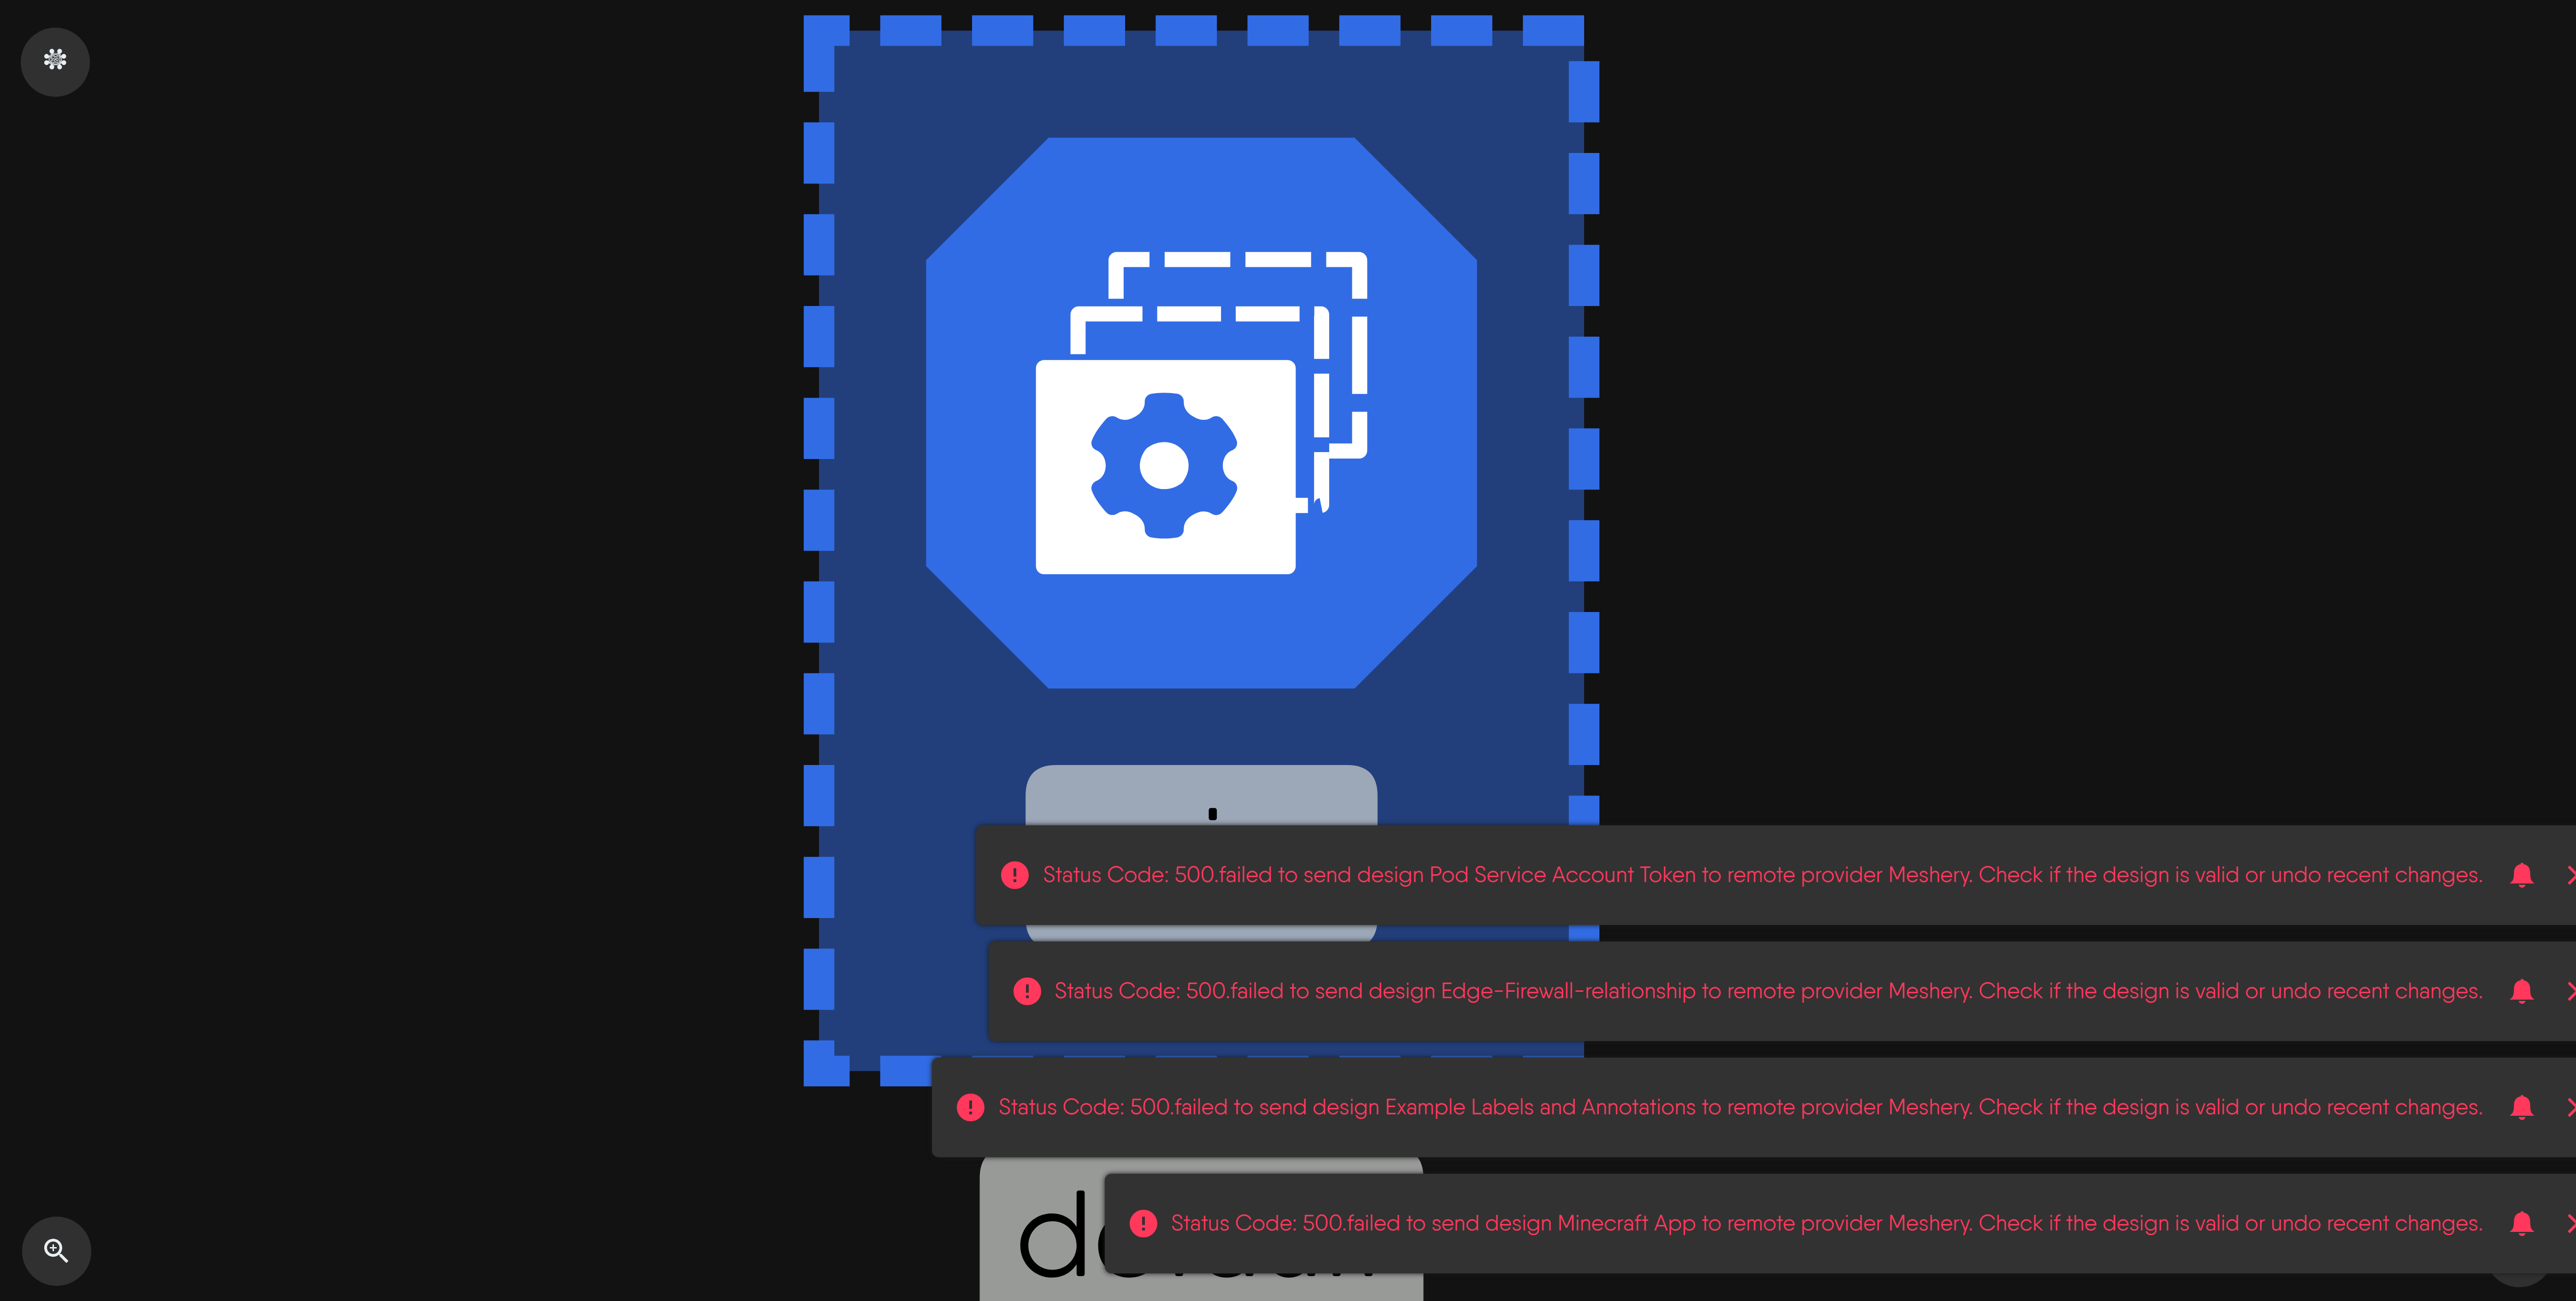 Status Code: 500.failed to send design Pod Service Account Token to remote provider Meshery. Check if the design is valid or undo recent changes.
Status Code: 500.failed to send design Edge-Firewall-relationship to remote provider Meshery. Check if the design is valid or undo recent changes.
Status Code: 500.failed to send design Example Labels and Annotations to remote provider Meshery. Check if the design is valid or undo recent changes.
Status Code: 500.failed to send design Minecraft App to remote provider Meshery. Check if the design is valid or undo recent changes.